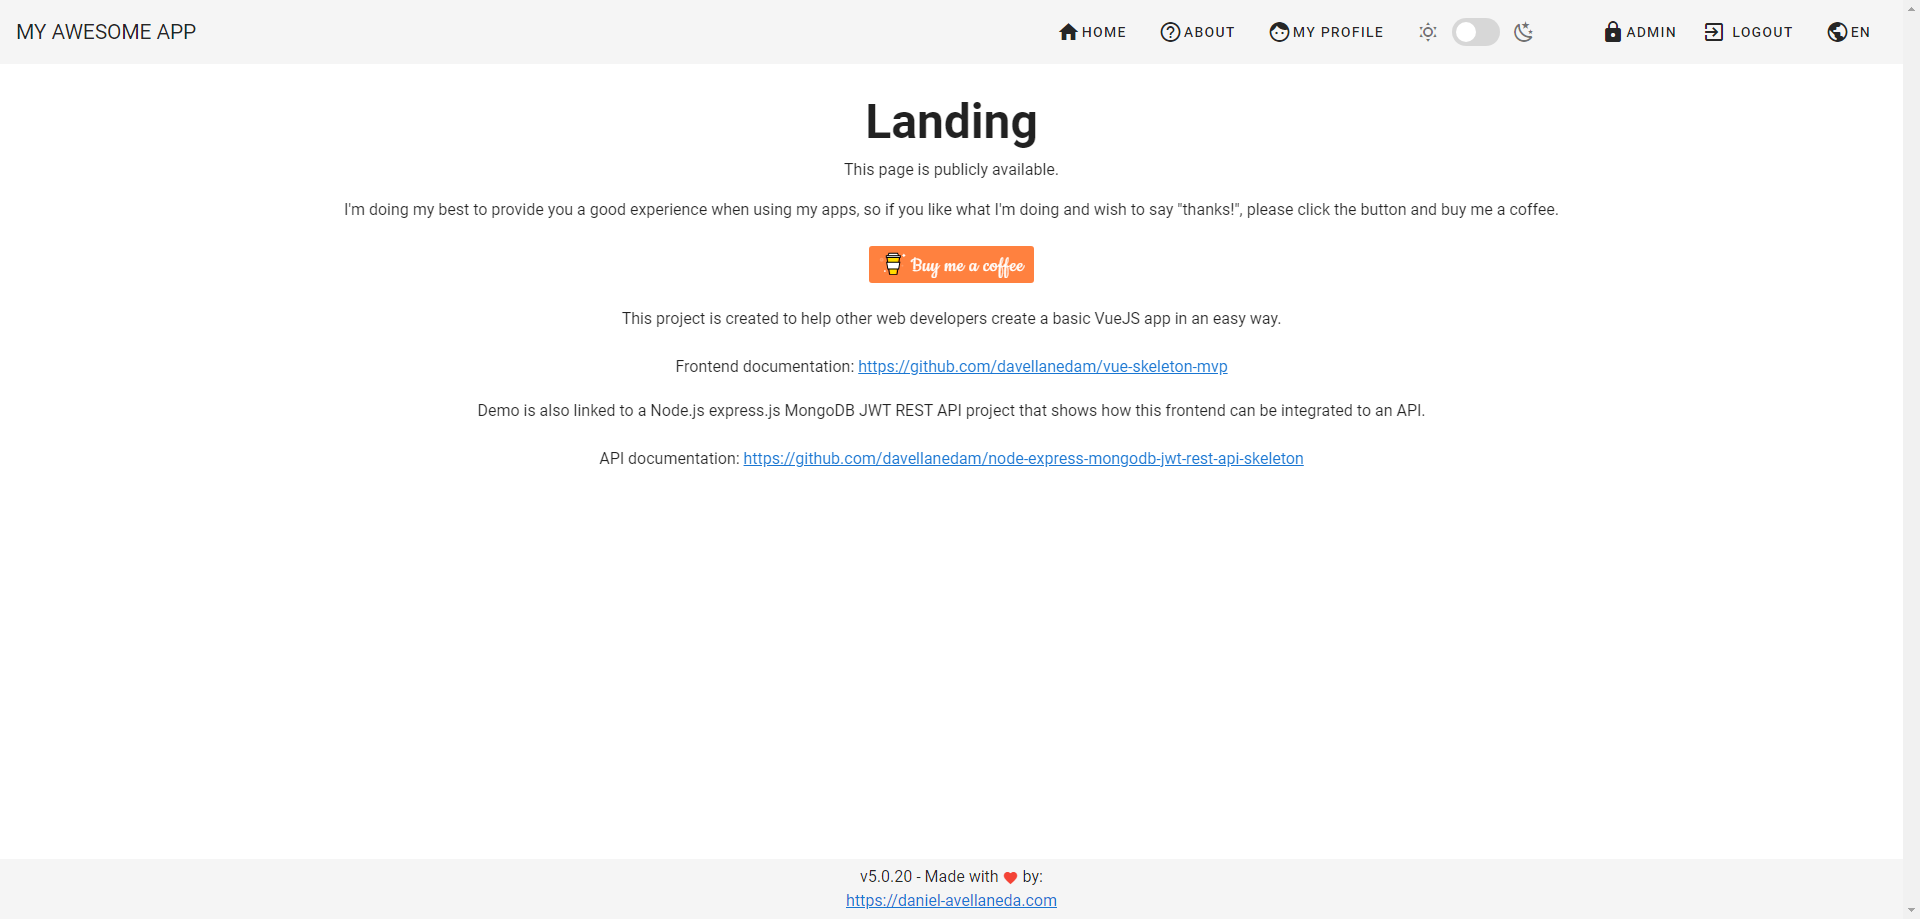 MY AWESOME APP HOME ABOUT MY PROFILE ADMIN LOGOUT EN
Landing
This page is publicly available.
I'm doing my best to provide you a good experience when using my apps, so if you like what I'm doing and wish to say "thanks!", please click the button and buy me a coffee.
Buy me a coffee
This project is created to help other web developers create a basic VueJS app in an easy way.
Frontend documentation: https://github.com/davellanedam/vue-skeleton-mvp
Demo is also linked to a Node.js express.js MongoDB JWT REST API project that shows how this frontend can be integrated to an API.
API documentation: https://github.com/davellanedam/node-express-mongodb-jwt-rest-api-skeleton
v5.0.20 - Made with by:
https://daniel-avellaneda.com